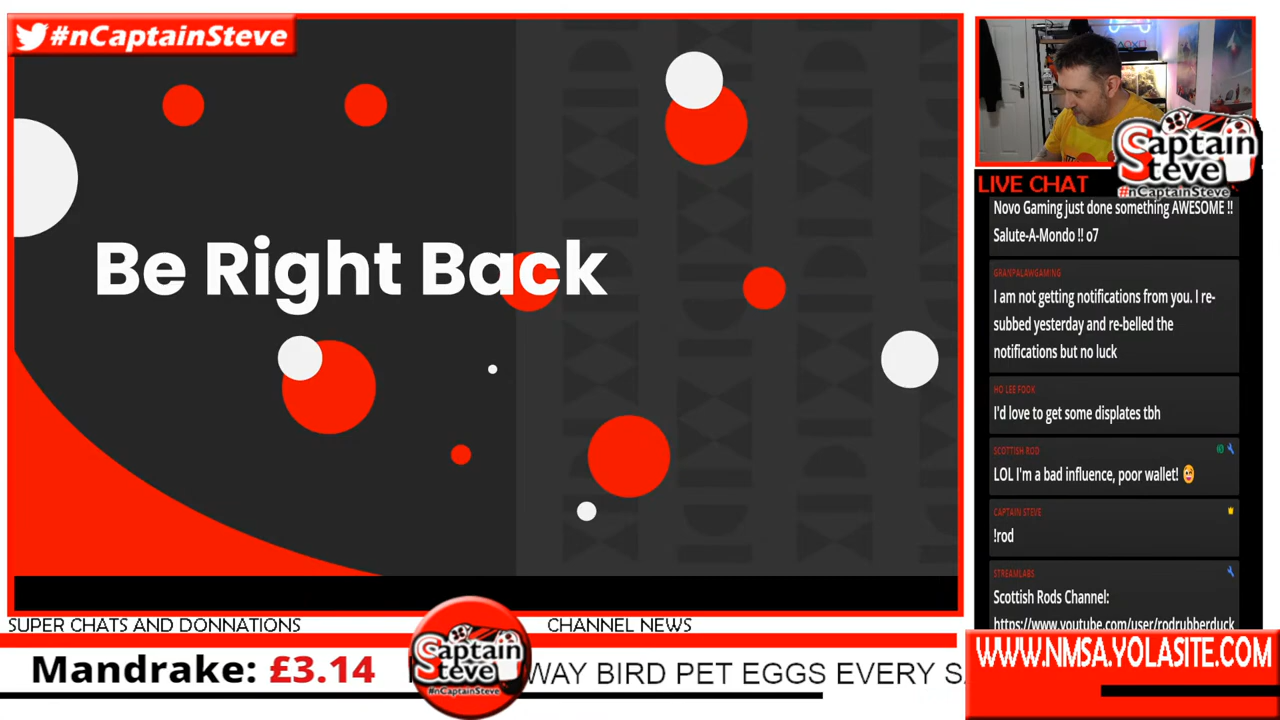 #nCaptainSteve
Be Right Back
Captain
Steve
#nCaptainSteve
LIVE CHAT
Novo Gaming just done something AWESOME !!
Salute-A-Mondo !! o7
GRANPALAWGAMING
I am not getting notifications from you. I re-
subbed yesterday and re-belled the
notifications but no luck
HO LEE FOOK
I'd love to get some displates tbh
SCOTTISH ROD
LOL I'm a bad influence, poor wallet!
CAPTAIN STEVE
!rod
STREAMLABS
Scottish Rods Channel:
https://www.youtube.com/user/rodrubberduck
SUPER CHATS AND DONNATIONS
CHANNEL NEWS
Mandrake: £3.14
Captain
Steve
#nCaptainSteve
WAY BIRD PET EGGS EVERY
WWW.NMSA.YOLASITE.COM